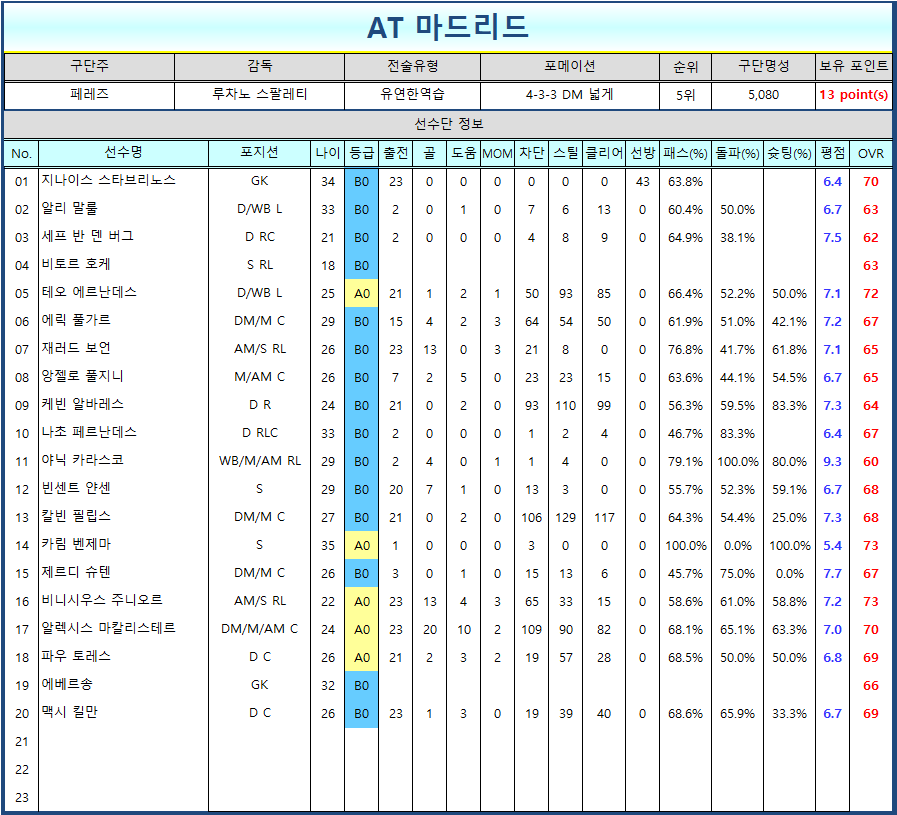 AT 마드리드
구단주 감독 전술유형 포메이션 순위 구단명성 보유 포인트
페레즈 루차노 스팔레티 유연한역습 4-3-3 DM 넓게 5위 5,080 13 point(s)
선수단 정보
No. 선수명 포지션 나이 등급 출전 골 도움 MOM 차단 스틸 클리어 선방 패스(%) 돌파(%) 슛팅(%) 평점 OVR
01 지나이스 스타브리노스 GK 34 B0 23 0 0 0 0 0 0 43 63.8% 6.4 70
02 알리 말룰 D/WB L 33 B0 2 0 1 0 7 6 13 0 60.4% 50.0% 6.7 63
03 세프 반 덴 버그 D RC 21 B0 2 0 0 0 4 8 9 0 64.9% 38.1% 7.5 62
04 비토르 호케 S RL 18 B0 63
05 테오 에르난데스 D/WB L 25 A0 21 1 2 1 50 93 85 0 66.4% 52.2% 50.0% 7.1 72
06 에릭 풀가르 DM/M C 29 B0 15 4 2 3 64 54 50 0 61.9% 51.0% 42.1% 7.2 67
07 재러드 보언 AM/S RL 26 B0 23 13 0 3 21 8 0 0 76.8% 41.7% 61.8% 7.1 65
08 앙젤로 풀지니 M/AM C 26 B0 7 2 5 0 23 23 15 0 63.6% 44.1% 54.5% 6.7 65
09 케빈 알바레스 D R 24 B0 21 0 2 0 93 110 99 0 56.3% 59.5% 83.3% 7.3 64
10 나초 페르난데스 D RLC 33 B0 2 0 0 0 1 2 4 0 46.7% 83.3% 6.4 67
11 야닉 카라스코 WB/M/AM RL 29 B0 2 4 0 1 1 4 0 0 79.1% 100.0% 80.0% 9.3 60
12 빈센트 얀센 S 29 B0 20 7 1 0 13 3 0 0 55.7% 52.3% 59.1% 6.7 68
13 칼빈 필립스 DM/M C 27 B0 21 0 2 0 106 129 117 0 64.3% 54.4% 25.0% 7.3 68
14 카림 벤제마 S 35 A0 1 0 0 0 3 0 0 0 100.0% 0.0% 100.0% 5.4 73
15 제르디 슈텐 DM/M C 26 B0 3 0 1 0 15 13 6 0 45.7% 75.0% 0.0% 7.7 67
16 비니시우스 주니오르 AM/S RL 22 A0 23 13 4 3 65 33 15 0 58.6% 61.0% 58.8% 7.2 73
17 알렉시스 마칼리스테르 DM/M/AM C 24 A0 23 20 10 2 109 90 82 0 68.1% 65.1% 63.3% 7.0 70
18 파우 토레스 D C 26 A0 21 2 3 2 19 57 28 0 68.5% 50.0% 50.0% 6.8 69
19 에베르송 GK 32 B0 66
20 맥시 킬만 D C 26 B0 23 1 3 0 19 39 40 0 68.6% 65.9% 33.3% 6.7 69
21
22
23